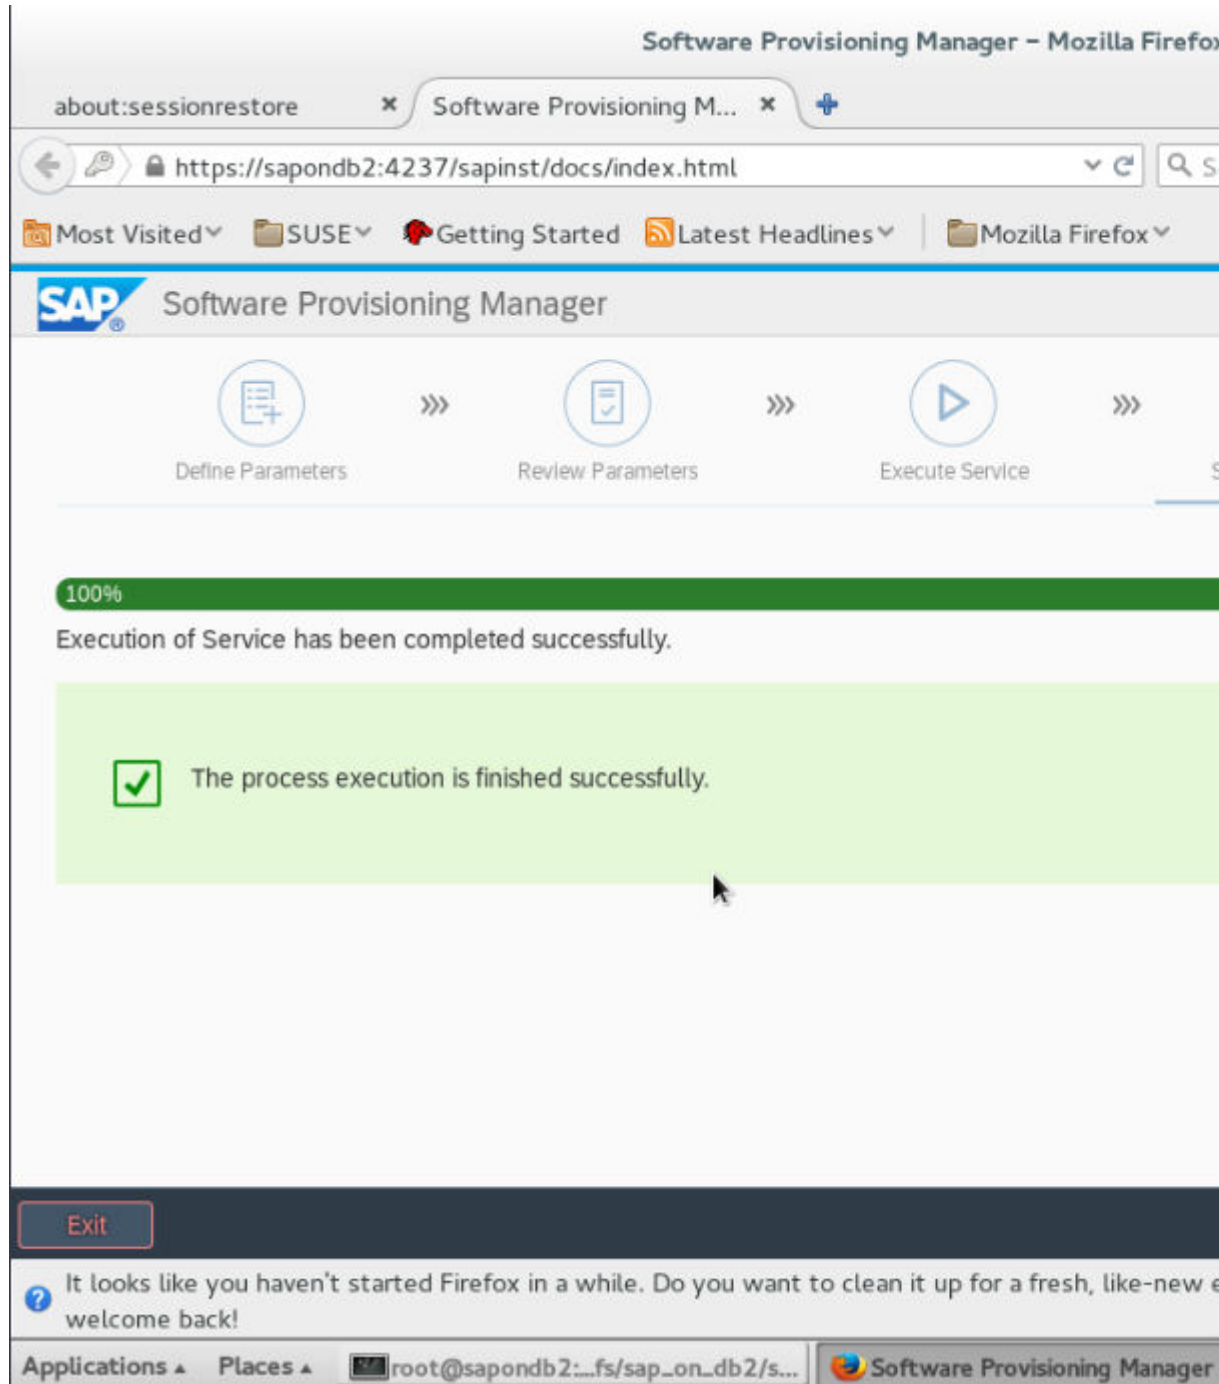 Software Provisioning Manager – Mozilla Firefox
about:sessionrestore
Software Provisioning M...
https://sapondb2:4237/sapinst/docs/index.html
S
Most Visited
SUSE
Getting Started
Latest Headlines
Mozilla Firefox
SAP®
Software Provisioning Manager
Define Parameters
Review Parameters
Execute Service
S
100%
Execution of Service has been completed successfully.
The process execution is finished successfully.
Exit
It looks like you haven't started Firefox in a while. Do you want to clean it up for a fresh, like-new e
welcome back!
Applications
Places
root@sapondb2:...fs/sap_on_db2/s...
Software Provisioning Manager